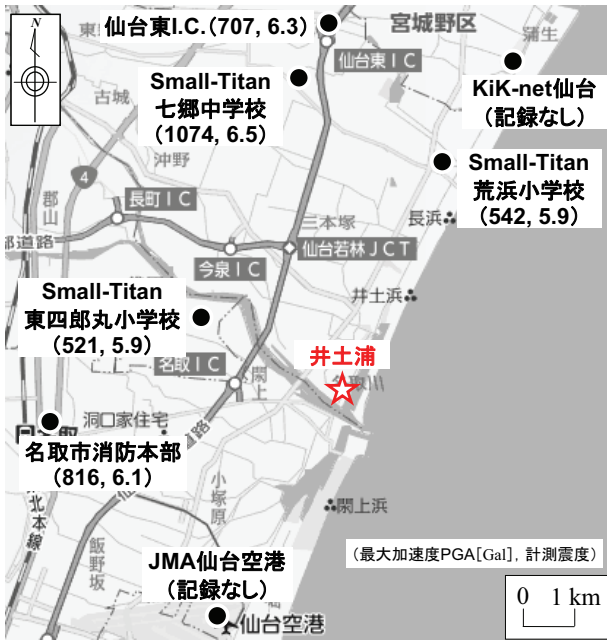 仙台東I.C.(707, 6.3)
宮城野区
蒲生
仙台東IC
Small-Titan
七郷中学校
(1074, 6.5)
KiK-net仙台
(記録なし)
古城
沖野
Small-Titan
荒浜小学校
(542, 5.9)
4
郡山
長町IC
三本塚
長浜
部道路
今泉IC
仙台若林JCT
井土浜
Small-Titan
東四郎丸小学校
(521, 5.9)
名取IC
閖上
井土浦
洞口家住宅
名取市消防本部
(816, 6.1)
北本線
小塚原
閖上浜
飯野坂
JMA仙台空港
(記録なし)
(最大加速度PGA[Gal], 計測震度)
仙台空港
0 1 km